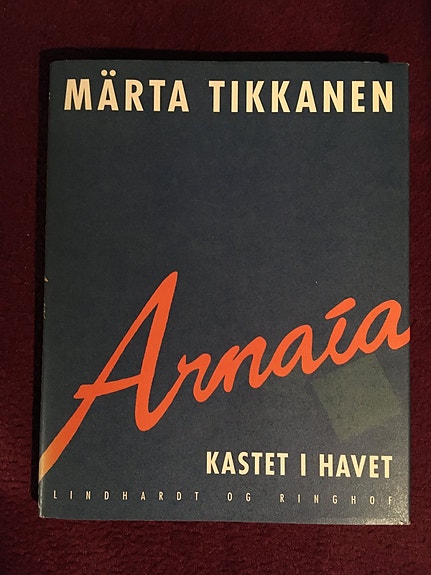 MÄRTA TIKKANEN
Arnaía
KASTET I HAVET
LINDHARDT OG RINGHOF